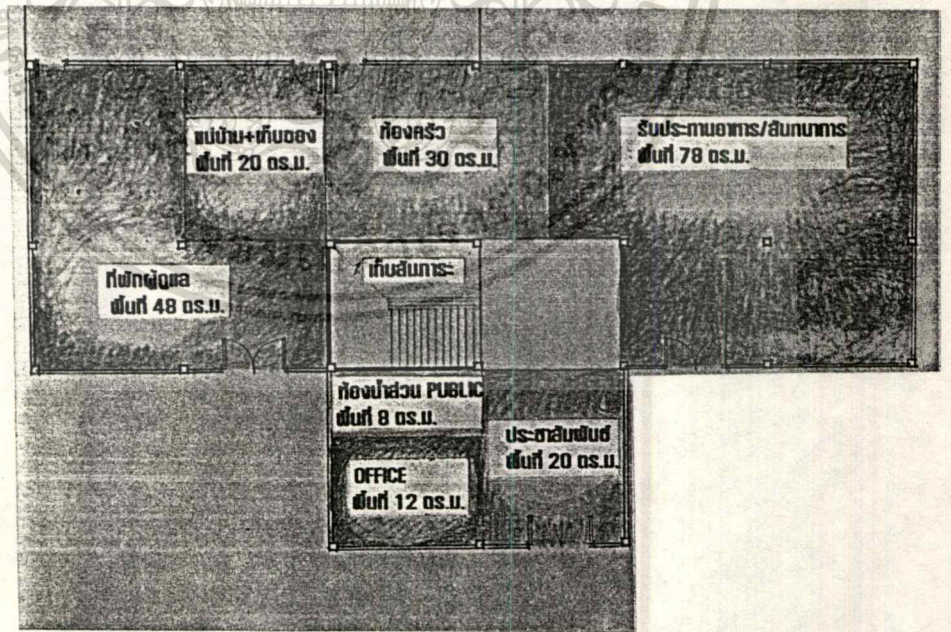 แม่บ้าน+เก็บของ
พื้นที่ 20 ตร.ม.
ห้องครัว
พื้นที่ 30 ตร.ม.
รับประทานอาหาร/สันทนาการ
พื้นที่ 78 ตร.ม.
ที่พักผู้ดูแล
พื้นที่ 48 ตร.ม.
เก็บสัมภาระ
ห้องน้ำส่วน PUBLIC
พื้นที่ 8 ตร.ม.
ประชาสัมพันธ์
พื้นที่ 20 ตร.ม.
OFFICE
พื้นที่ 12 ตร.ม.